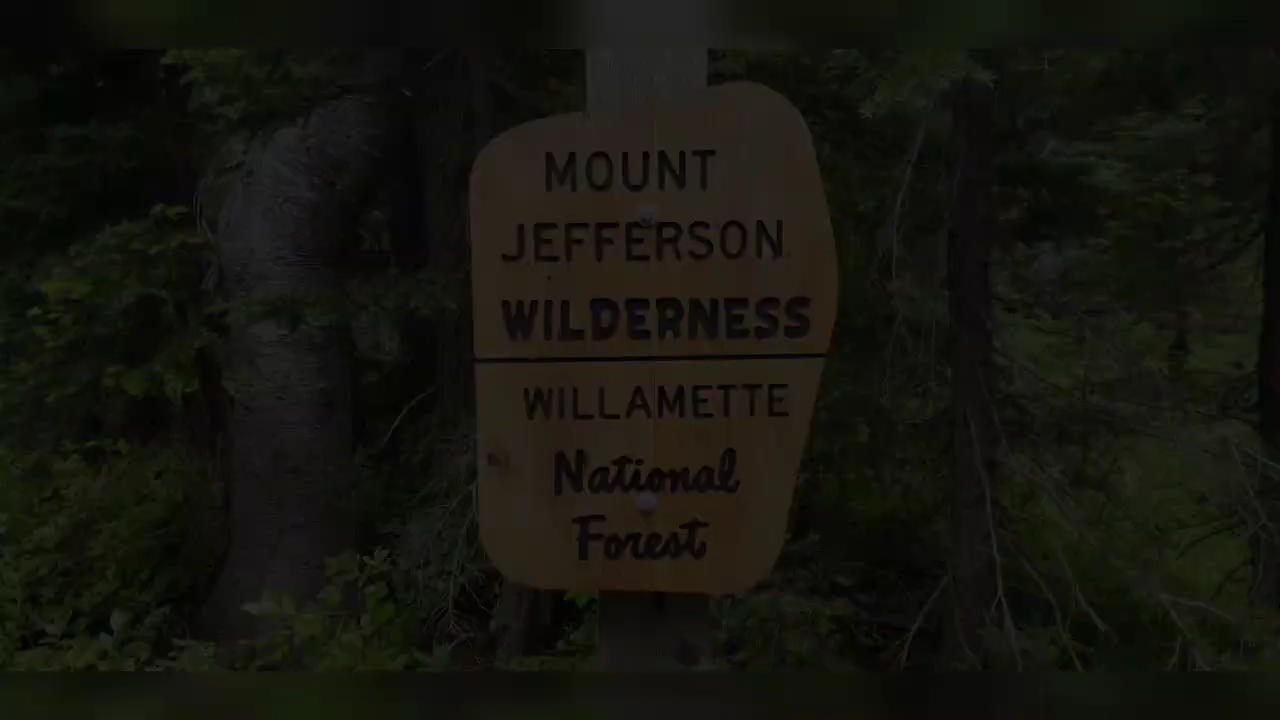 MOUNT
JEFFERSON
WILDERNESS
WILLAMETTE
National
Forest